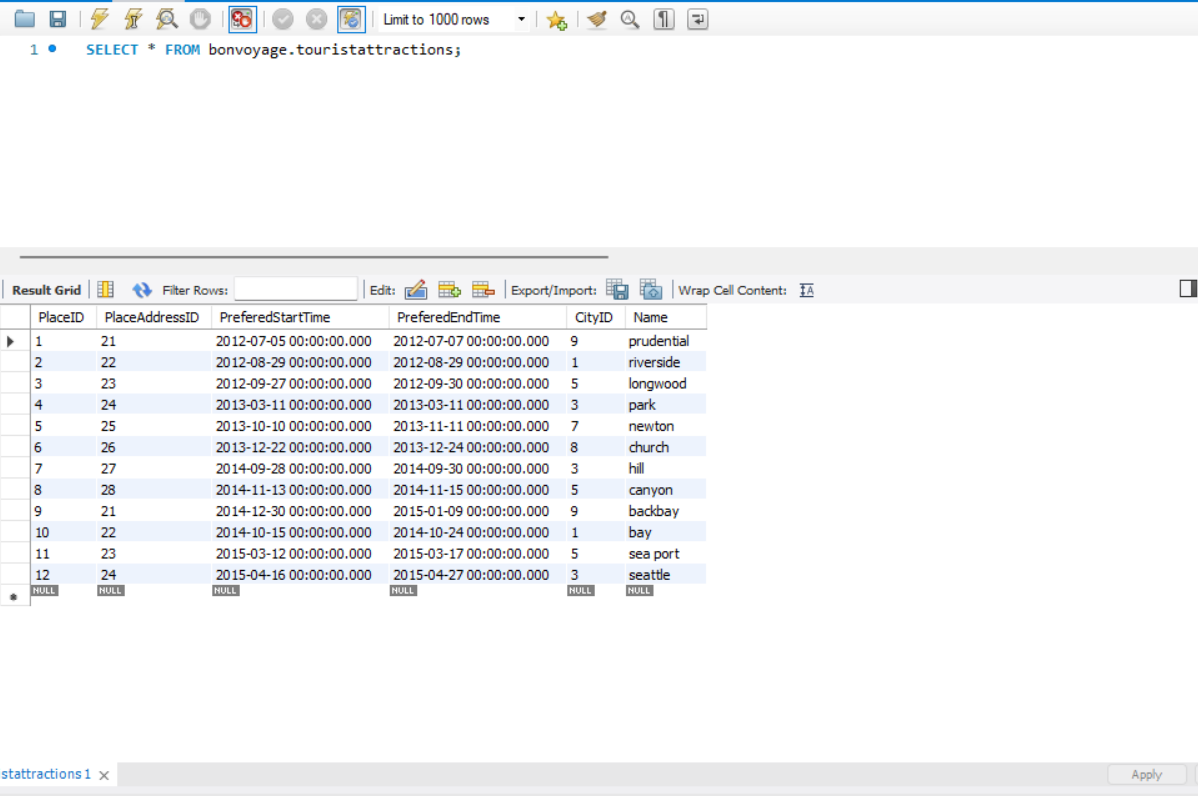 Limit to 1000 rows
1 SELECT * FROM bonvoyage.touristattractions;
Result Grid Filter Rows: Edit: Export/Import: Wrap Cell Content:
PlaceID PlaceAddressID PreferedStartTime PreferedEndTime CityID Name
1 21 2012-07-05 00:00:00.000 2012-07-07 00:00:00.000 9 prudential
2 22 2012-08-29 00:00:00.000 2012-08-29 00:00:00.000 1 riverside
3 23 2012-09-27 00:00:00.000 2012-09-30 00:00:00.000 5 longwood
4 24 2013-03-11 00:00:00.000 2013-03-11 00:00:00.000 3 park
5 25 2013-10-10 00:00:00.000 2013-11-11 00:00:00.000 7 newton
6 26 2013-12-22 00:00:00.000 2013-12-24 00:00:00.000 8 church
7 27 2014-09-28 00:00:00.000 2014-09-30 00:00:00.000 3 hill
8 28 2014-11-13 00:00:00.000 2014-11-15 00:00:00.000 5 canyon
9 21 2014-12-30 00:00:00.000 2015-01-09 00:00:00.000 9 backbay
10 22 2014-10-15 00:00:00.000 2014-10-24 00:00:00.000 1 bay
11 23 2015-03-12 00:00:00.000 2015-03-17 00:00:00.000 5 sea port
12 24 2015-04-16 00:00:00.000 2015-04-27 00:00:00.000 3 seattle
NULL NULL NULL NULL NULL NULL
stattractions 1 Apply